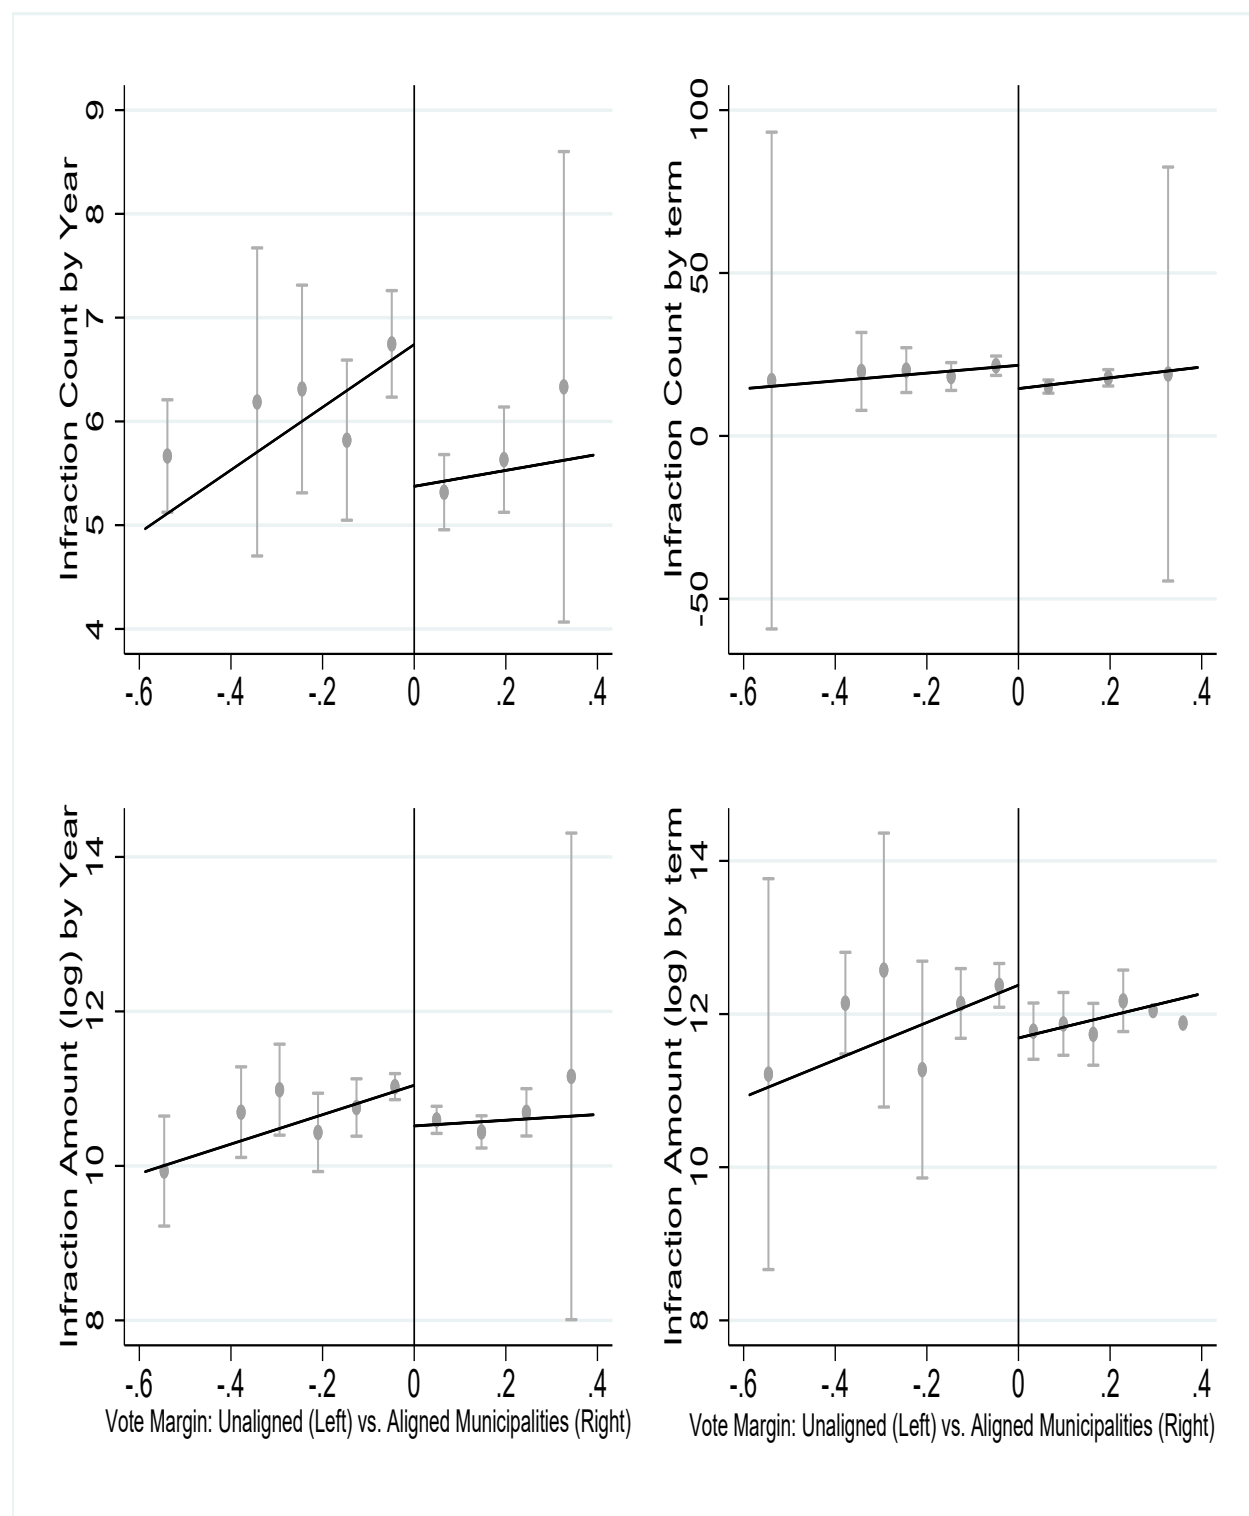 Infraction Count by Year
9
8
7
6
5
4
-.6 -.4 -.2 0 .2 .4
Infraction Count by term
100
50
0
-50
-.6 -.4 -.2 0 .2 .4
Infraction Amount (log) by Year
14
12
10
8
-.6 -.4 -.2 0 .2 .4
Vote Margin: Unaligned (Left) vs. Aligned Municipalities (Right)
Infraction Amount (log) by term
14
12
10
8
-.6 -.4 -.2 0 .2 .4
Vote Margin: Unaligned (Left) vs. Aligned Municipalities (Right)